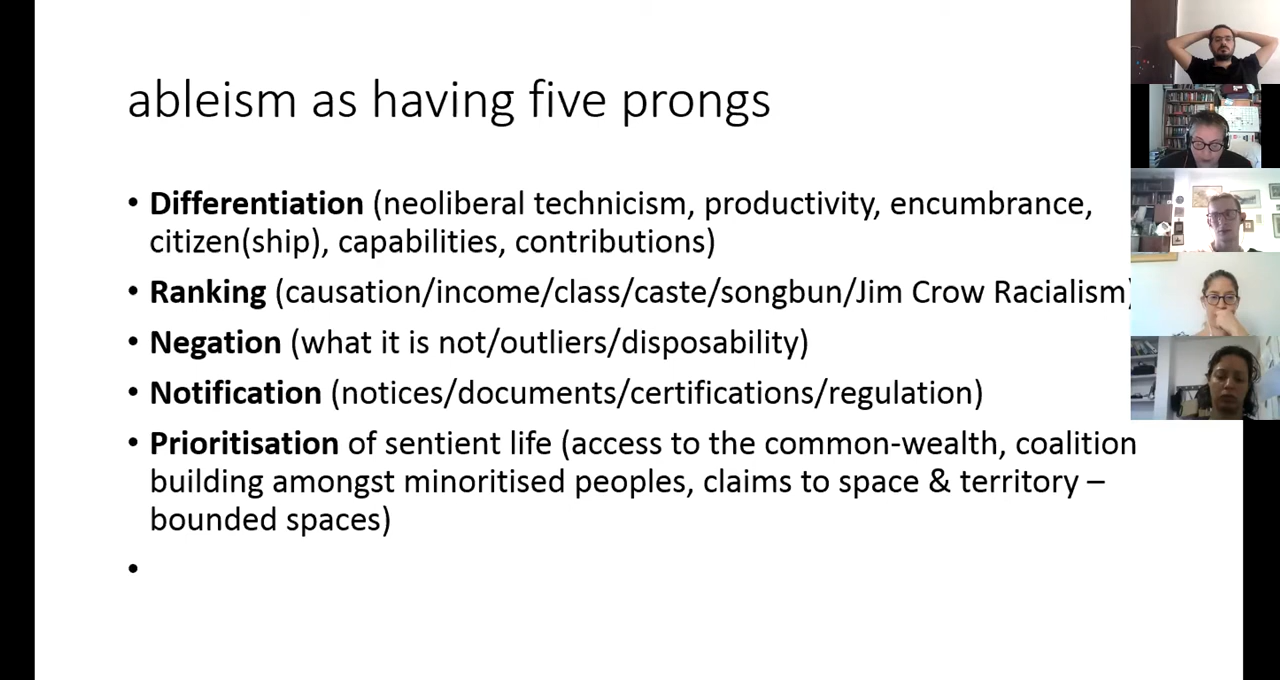 ableism as having five prongs
• Differentiation (neoliberal technicism, productivity, encumbrance,
citizen(ship), capabilities, contributions)
• Ranking (causation/income/class/caste/songbun/Jim Crow Racialism)
• Negation (what it is not/outliers/disposability)
• Notification (notices/documents/certifications/regulation)
• Prioritisation of sentient life (access to the common-wealth, coalition
building amongst minoritised peoples, claims to space & territory –
bounded spaces)
•